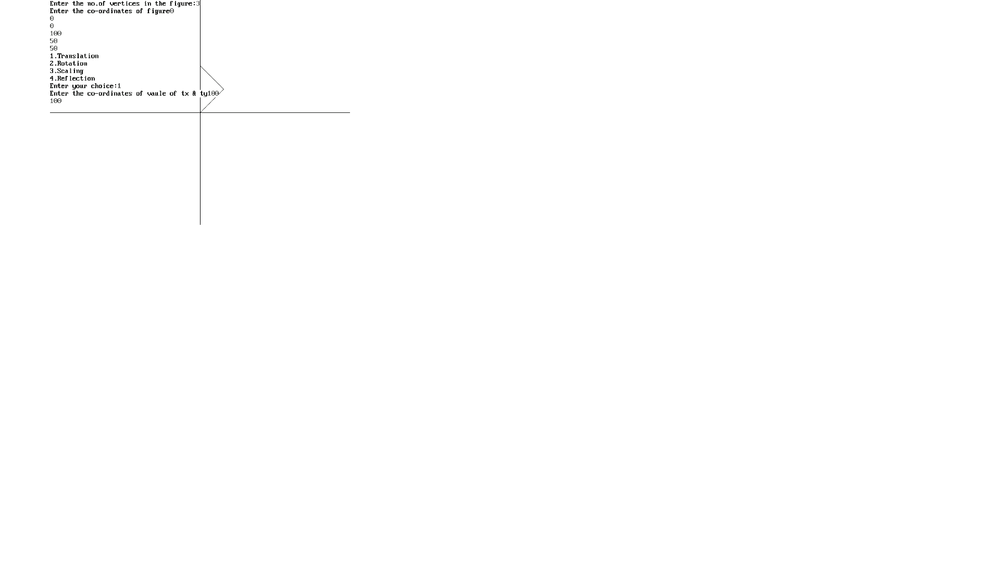 Enter the no.of vertices in the figure:3
Enter the co-ordinates of figure0
0
0
100
50
50
1.Translation
2.Rotation
3.Scaling
4.Reflection
Enter your choice:1
Enter the co-ordinates of vaule of tx & ty100
100